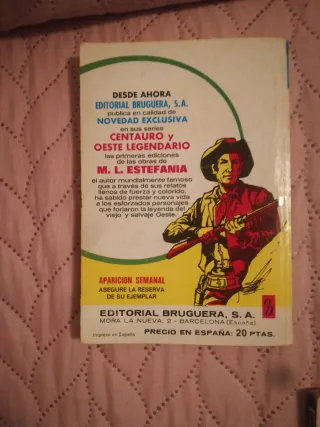 DESDE AHORA
EDITORIAL BRUGUERA, S.A.
publica en calidad de
NOVEDAD EXCLUSIVA
en sus series
CENTAURO y
OESTE LEGENDARIO
las primeras ediciones
de las obras de
M. L. ESTEFANIA
el autor mundialmente famoso
que a través de sus relatos
llenos de fuerza y colorido,
ha sabido prestar nueva vida
a los esforzados personajes
que forjaron la leyenda del
viejo y salvaje Oeste.
APARICION SEMANAL
ASEGURE LA RESERVA
DE SU EJEMPLAR
EDITORIAL BRUGUERA, S. A.
MORA LA NUEVA, 2 - BARCELONA (España)
Impreso en España
PRECIO EN ESPAÑA: 20 PTAS.